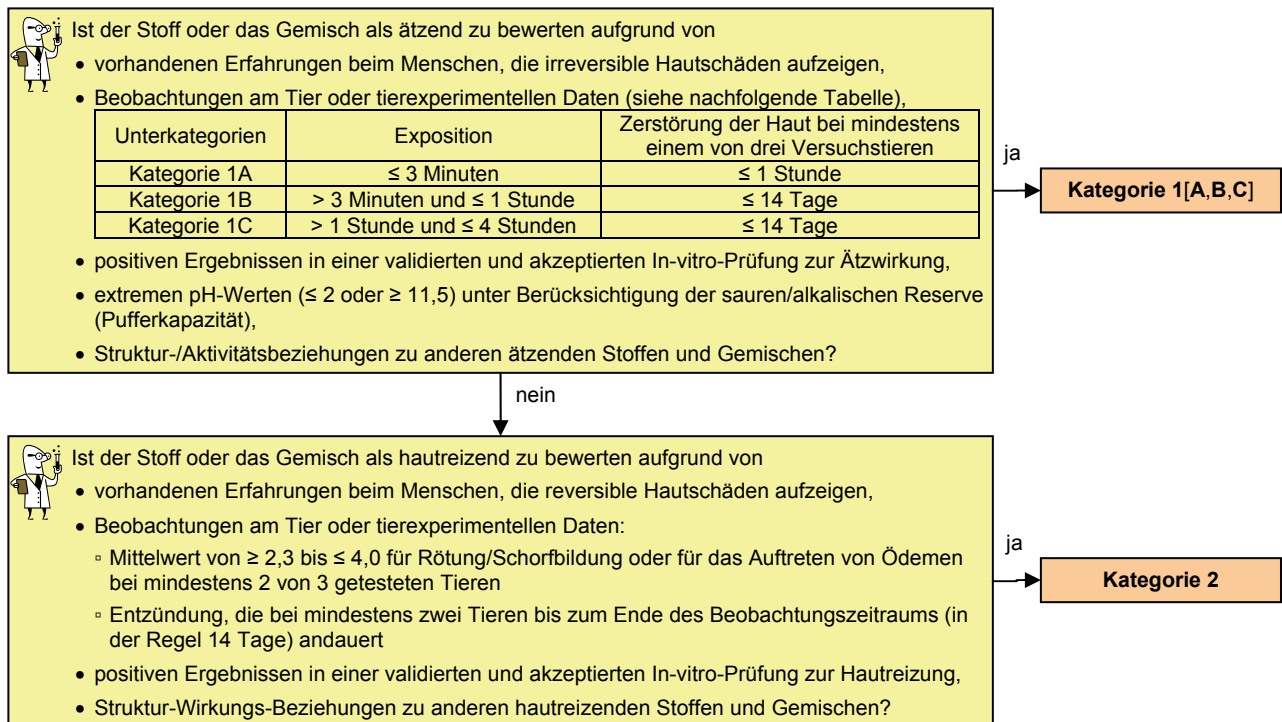 Ist der Stoff oder das Gemisch als ätzend zu bewerten aufgrund von
• vorhandenen Erfahrungen beim Menschen, die irreversible Hautschäden aufzeigen,
• Beobachtungen am Tier oder tierexperimentellen Daten (siehe nachfolgende Tabelle),
Unterkategorien Exposition Zerstörung der Haut bei mindestens
einem von drei Versuchstieren
Kategorie 1A ≤ 3 Minuten ≤ 1 Stunde
Kategorie 1B > 3 Minuten und ≤ 1 Stunde ≤ 14 Tage
Kategorie 1C > 1 Stunde und ≤ 4 Stunden ≤ 14 Tage
• positiven Ergebnissen in einer validierten und akzeptierten In-vitro-Prüfung zur Ätzwirkung,
• extremen pH-Werten (≤ 2 oder ≥ 11,5) unter Berücksichtigung der sauren/alkalischen Reserve
(Pufferkapazität),
• Struktur-/Aktivitätsbeziehungen zu anderen ätzenden Stoffen und Gemischen?
ja
Kategorie 1[A,B,C]
nein
Ist der Stoff oder das Gemisch als hautreizend zu bewerten aufgrund von
• vorhandenen Erfahrungen beim Menschen, die reversible Hautschäden aufzeigen,
• Beobachtungen am Tier oder tierexperimentellen Daten:
▫ Mittelwert von ≥ 2,3 bis ≤ 4,0 für Rötung/Schorfbildung oder für das Auftreten von Ödemen
bei mindestens 2 von 3 getesteten Tieren
▫ Entzündung, die bei mindestens zwei Tieren bis zum Ende des Beobachtungszeitraums (in
der Regel 14 Tage) andauert
• positiven Ergebnissen in einer validierten und akzeptierten In-vitro-Prüfung zur Hautreizung,
• Struktur-Wirkungs-Beziehungen zu anderen hautreizenden Stoffen und Gemischen?
ja
Kategorie 2